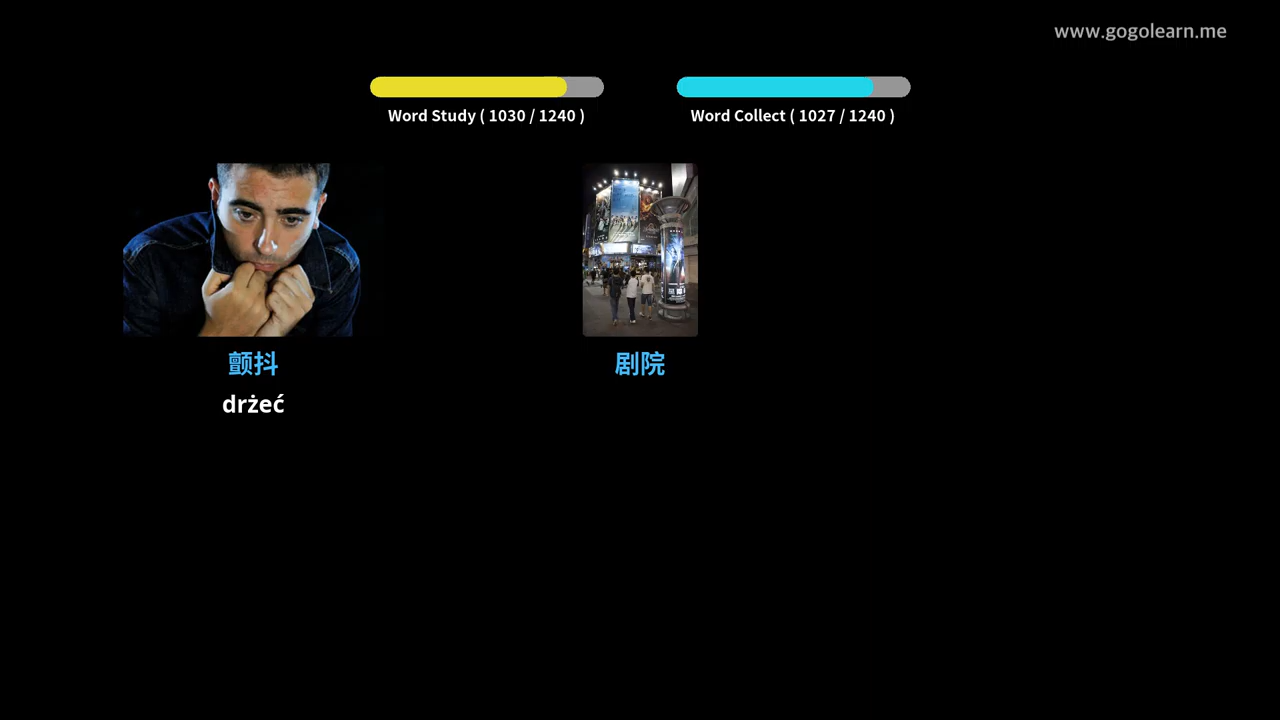 www.gogolearn.me
Word Study ( 1030 / 1240 )
Word Collect ( 1027 / 1240 )
颤抖
剧院
drżeć